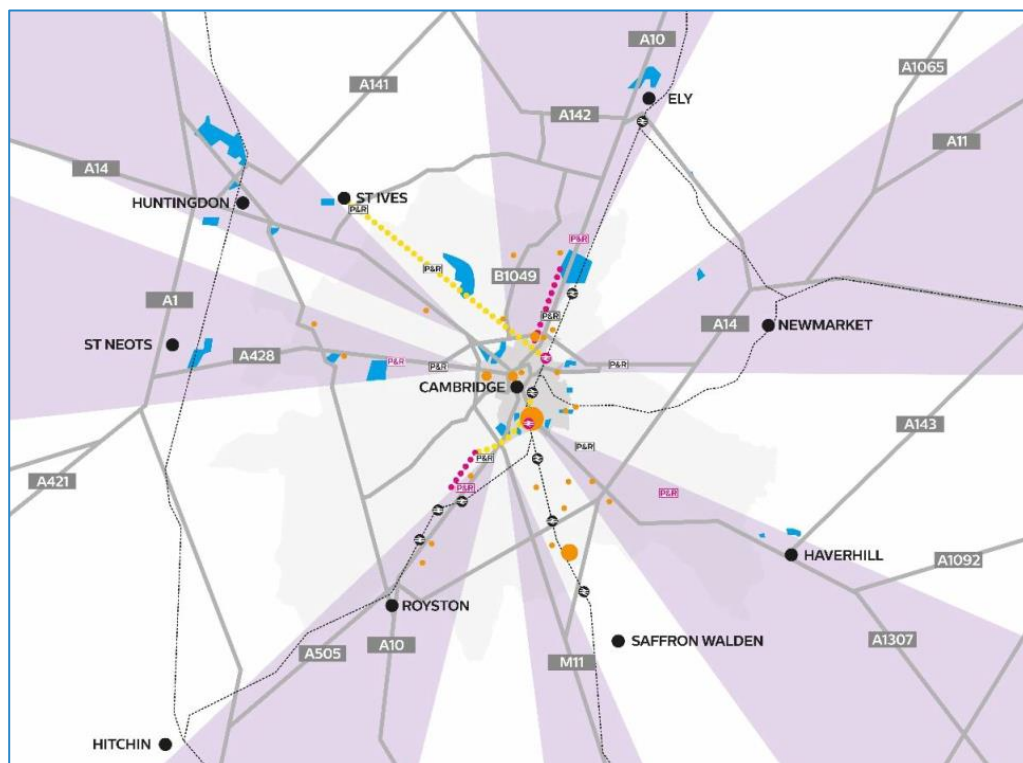 A10
A1065
A141
ELY
A142
A11
A14
ST IVES
HUNTINGDON
P&R
P&R
P&R
B1049
A1
P&R
A14
NEWMARKET
ST NEOTS
A428
P&R
P&R
P&R
CAMBRIDGE
A143
P&R
P&R
A421
P&R
P&R
HAVERHILL
A1092
ROYSTON
A1307
A505
A10
SAFFRON WALDEN
M11
HITCHIN